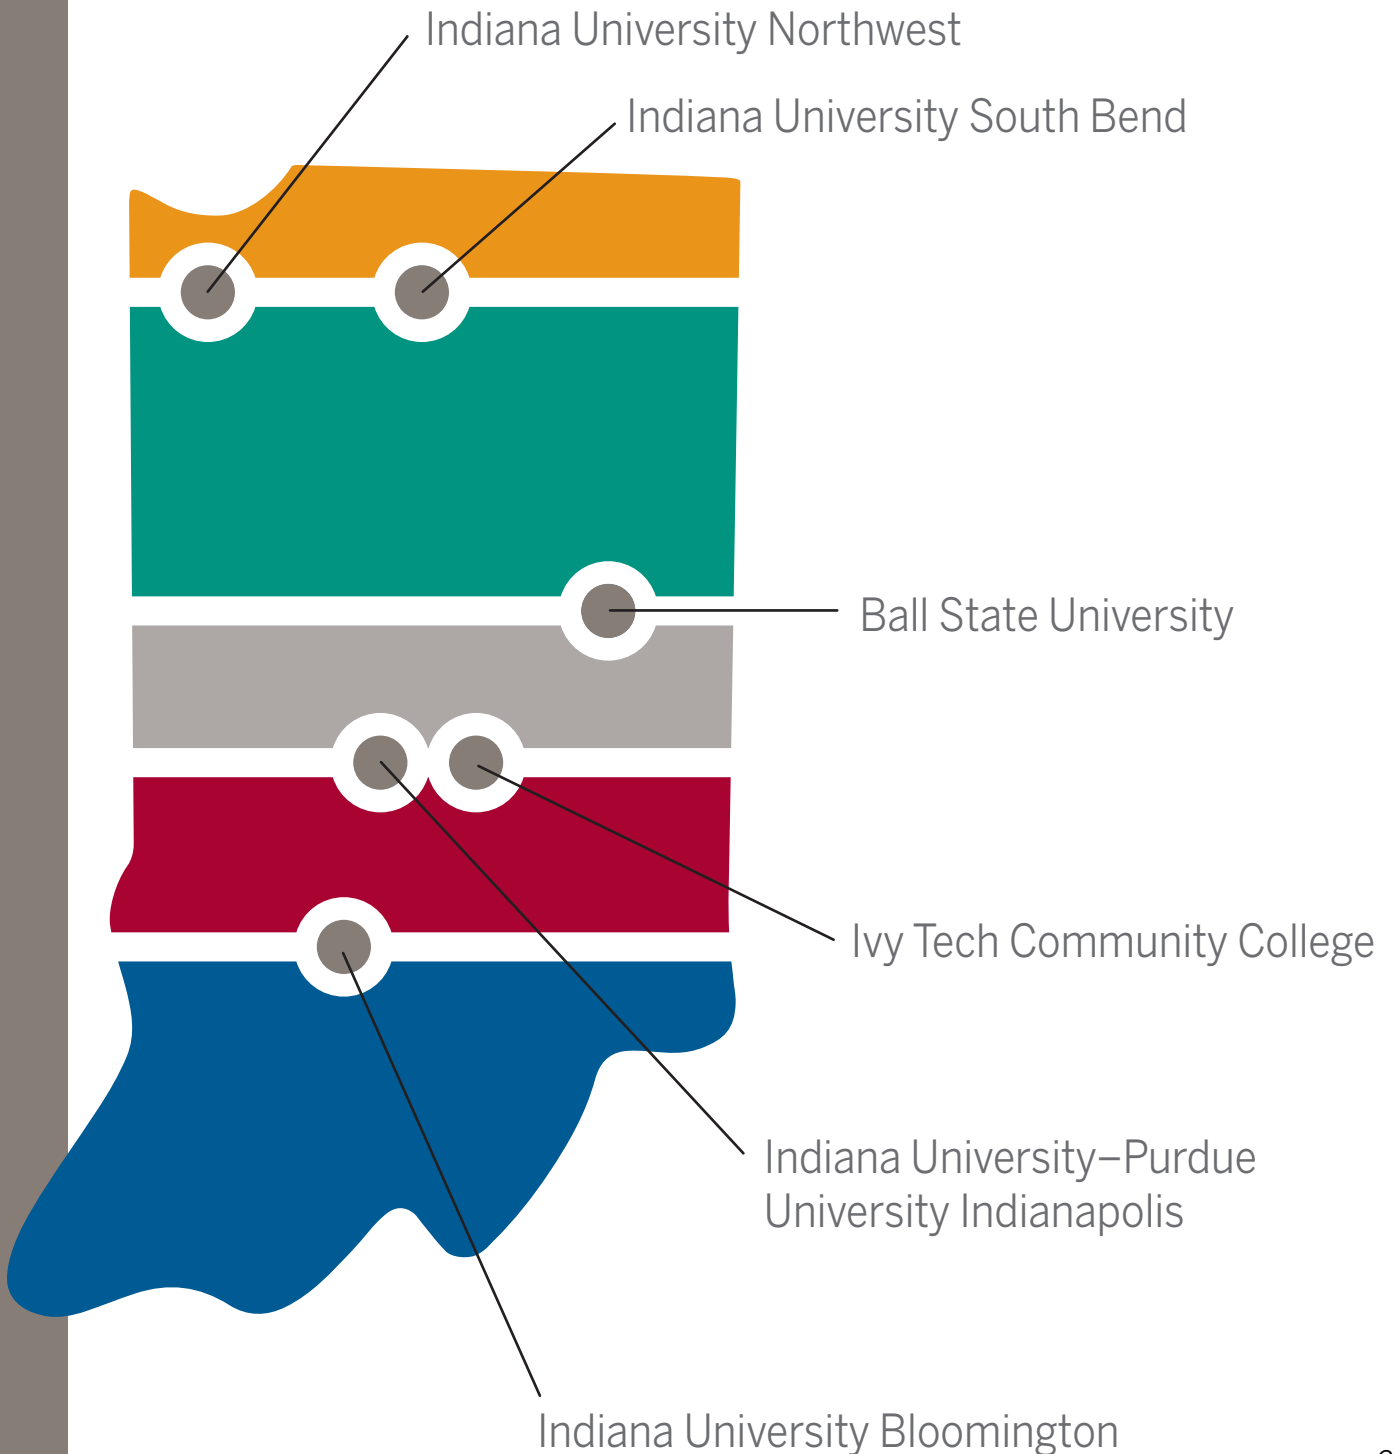 Indiana University Northwest
Indiana University South Bend
Ball State University
Ivy Tech Community College
Indiana University–Purdue
University Indianapolis
Indiana University Bloomington